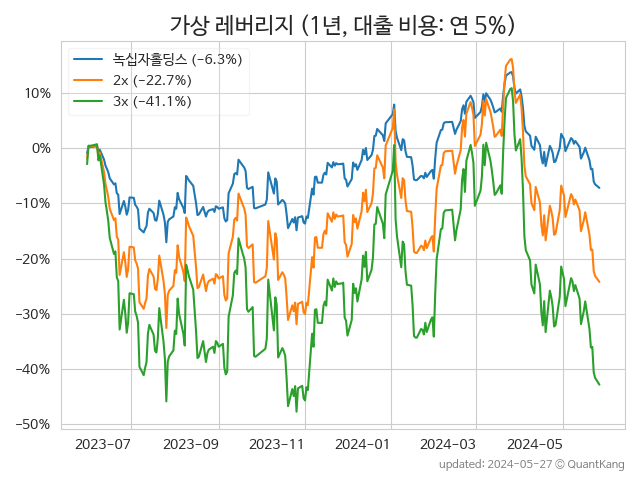 가상 레버리지 (1년, 대출 비용: 연 5%)
녹십자홀딩스 (−6.3%)
2x (−22.7%)
3x (−41.1%)
10%
0%
−10%
−20%
−30%
−40%
−50%
2023-07 2023-09 2023-11 2024-01 2024-03 2024-05
updated: 2024-05-27 © QuantKang